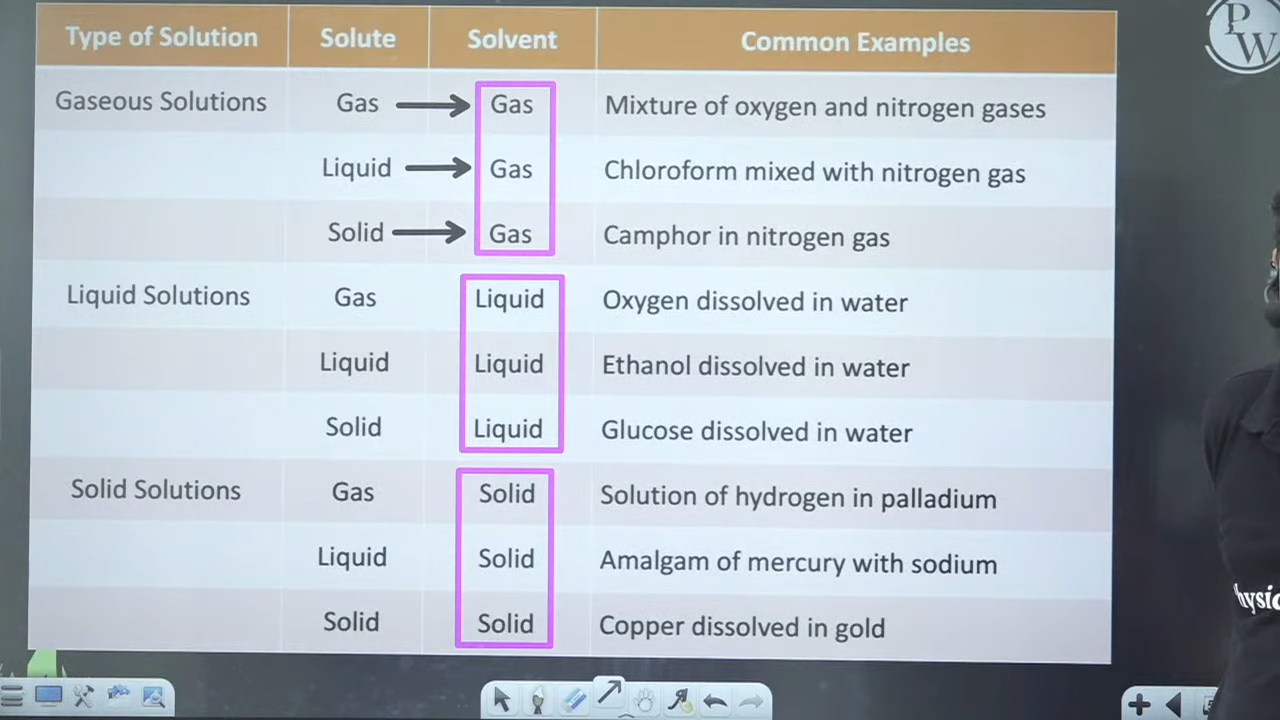 Type of Solution Solute Solvent Common Examples
Gaseous Solutions Gas Gas Mixture of oxygen and nitrogen gases
Liquid Gas Chloroform mixed with nitrogen gas
Solid Gas Camphor in nitrogen gas
Liquid Solutions Gas Liquid Oxygen dissolved in water
Liquid Liquid Ethanol dissolved in water
Solid Liquid Glucose dissolved in water
Solid Solutions Gas Solid Solution of hydrogen in palladium
Liquid Solid Amalgam of mercury with sodium
Solid Solid Copper dissolved in gold
PW